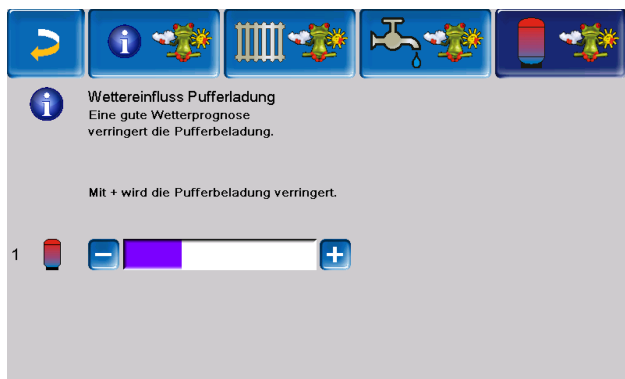 Wettereinfluss Pufferladung
Eine gute Wetterprognose
verringert die Pufferbeladung.
Mit + wird die Pufferbeladung verringert.
1